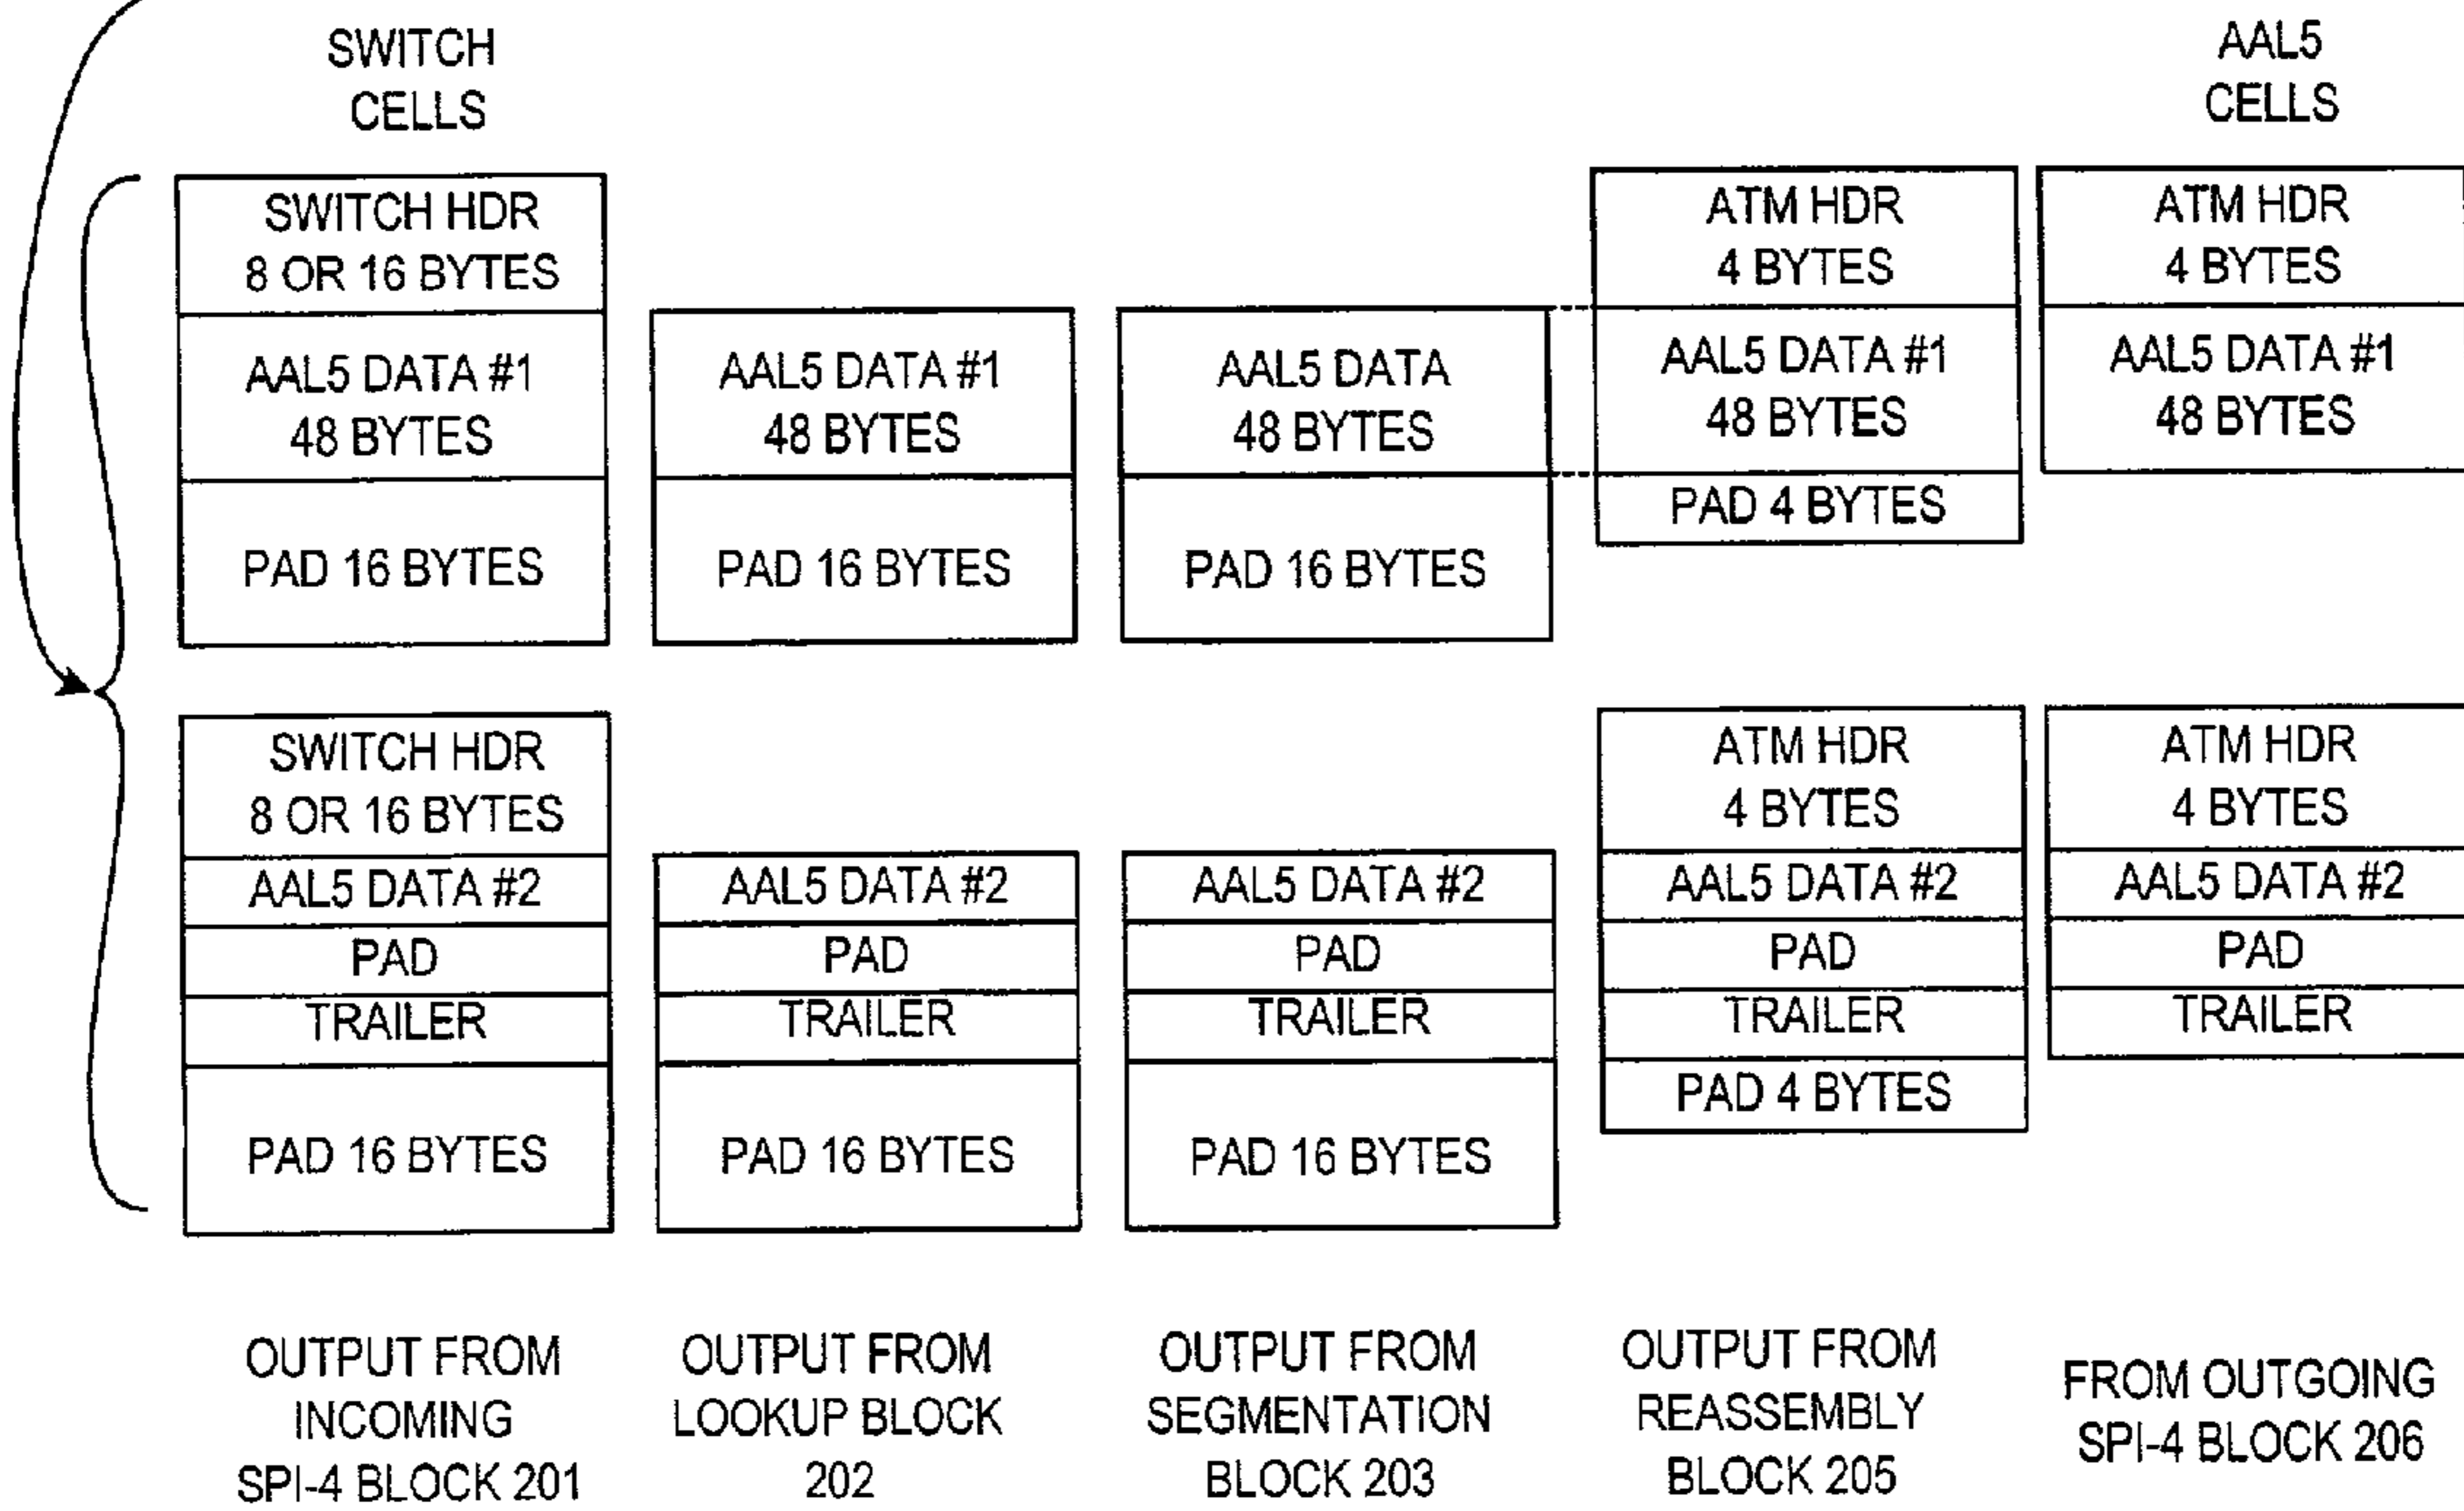 SWITCH
CELLS
AAL5
CELLS
SWITCH HDR
8 OR 16 BYTES
AAL5 DATA #1
48 BYTES
PAD 16 BYTES
AAL5 DATA #1
48 BYTES
PAD 16 BYTES
AAL5 DATA
48 BYTES
PAD 16 BYTES
ATM HDR
4 BYTES
AAL5 DATA #1
48 BYTES
PAD 4 BYTES
ATM HDR
4 BYTES
AAL5 DATA #1
48 BYTES
SWITCH HDR
8 OR 16 BYTES
AAL5 DATA #2
PAD
TRAILER
PAD 16 BYTES
AAL5 DATA #2
PAD
TRAILER
PAD 16 BYTES
AAL5 DATA #2
PAD
TRAILER
PAD 16 BYTES
ATM HDR
4 BYTES
AAL5 DATA #2
PAD
TRAILER
PAD 4 BYTES
ATM HDR
4 BYTES
AAL5 DATA #2
PAD
TRAILER
OUTPUT FROM
INCOMING
SPI-4 BLOCK 201
OUTPUT FROM
LOOKUP BLOCK
202
OUTPUT FROM
SEGMENTATION
BLOCK 203
OUTPUT FROM
REASSEMBLY
BLOCK 205
FROM OUTGOING
SPI-4 BLOCK 206